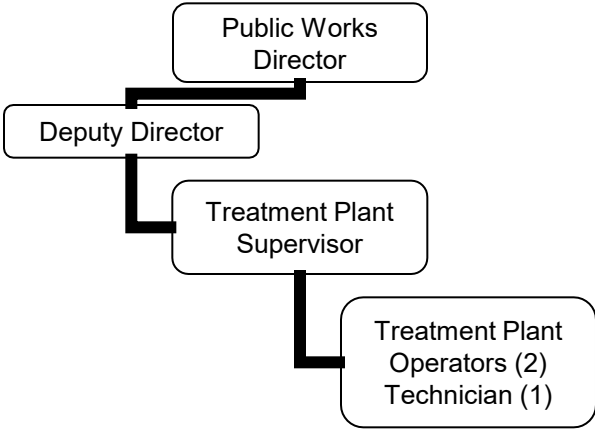 Public Works
Director
Deputy Director
Treatment Plant
Supervisor
Treatment Plant
Operators (2)
Technician (1)